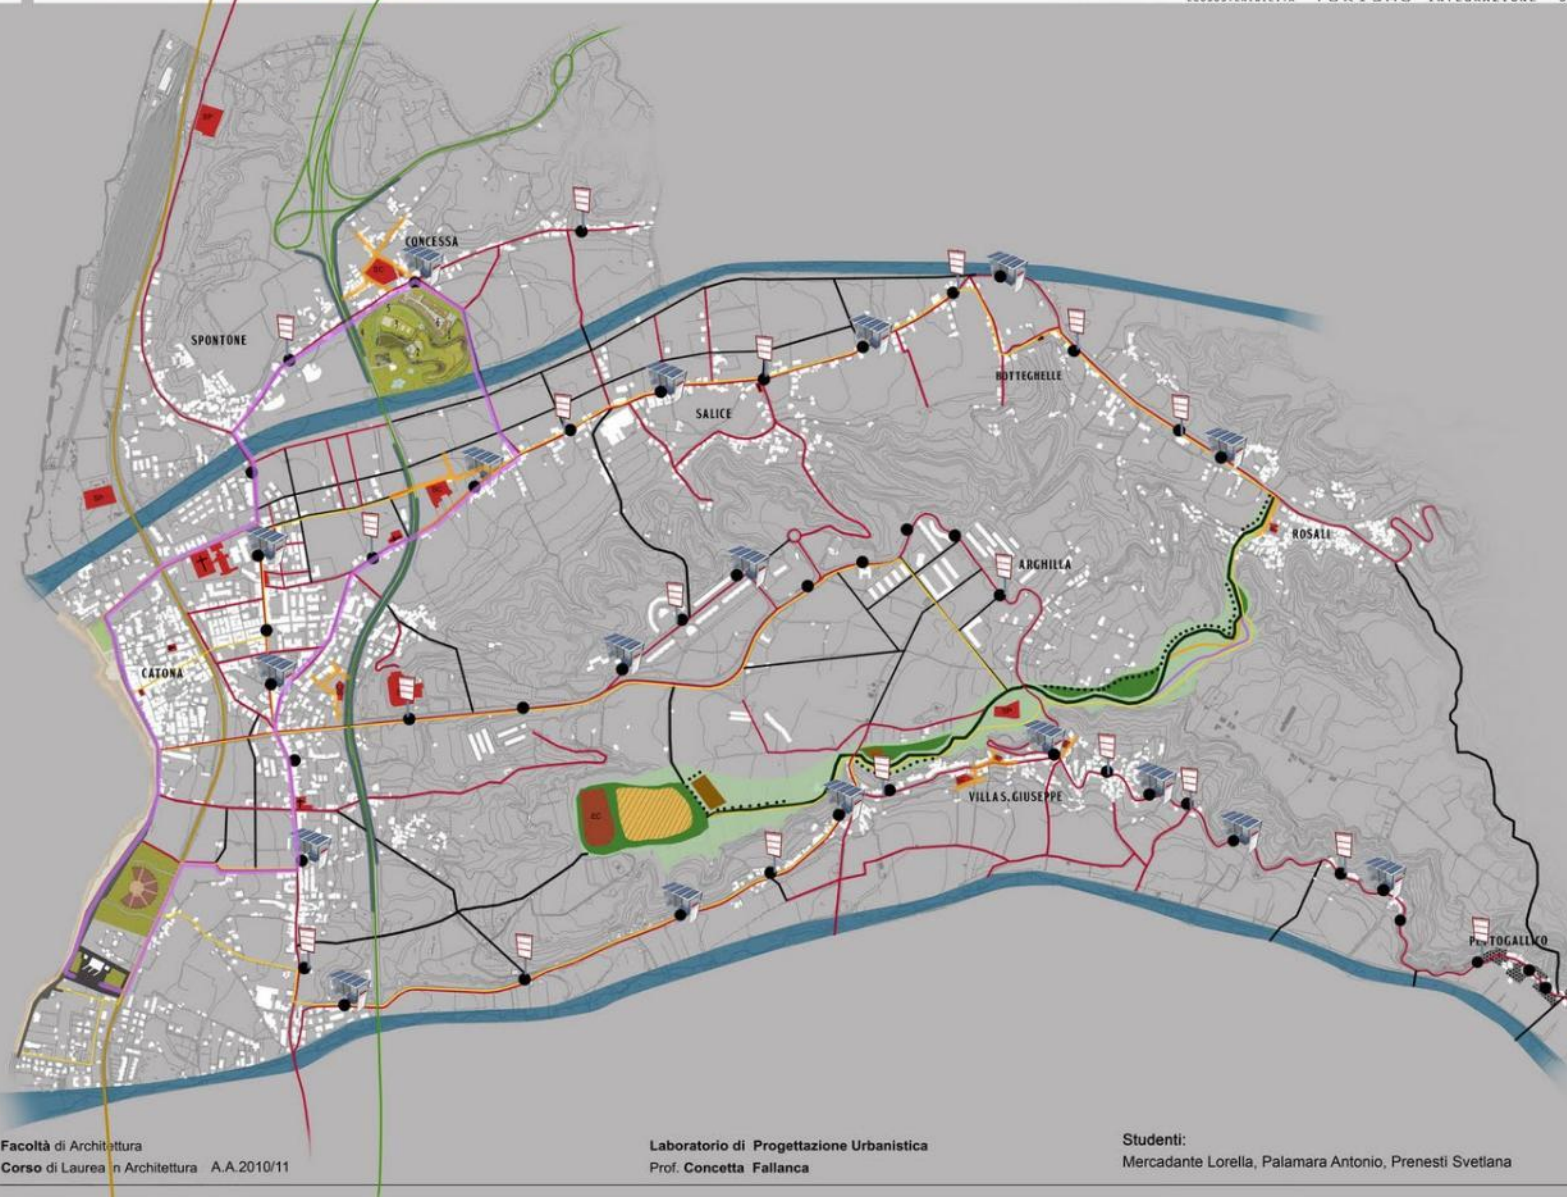 CONCESSA
SPONTONE
BOTTEGHELLE
SALICE
ROSALI
ARGHILLA
CATONA
VILLA S.GIUSEPPE
EC
Facoltà di Architettura
Corso di Laurea in Architettura A.A.2010/11
Laboratorio di Progettazione Urbanistica
Prof. Concetta Fallanca
Studenti:
Mercadante Lorella, Palamara Antonio, Prenesti Svetlana